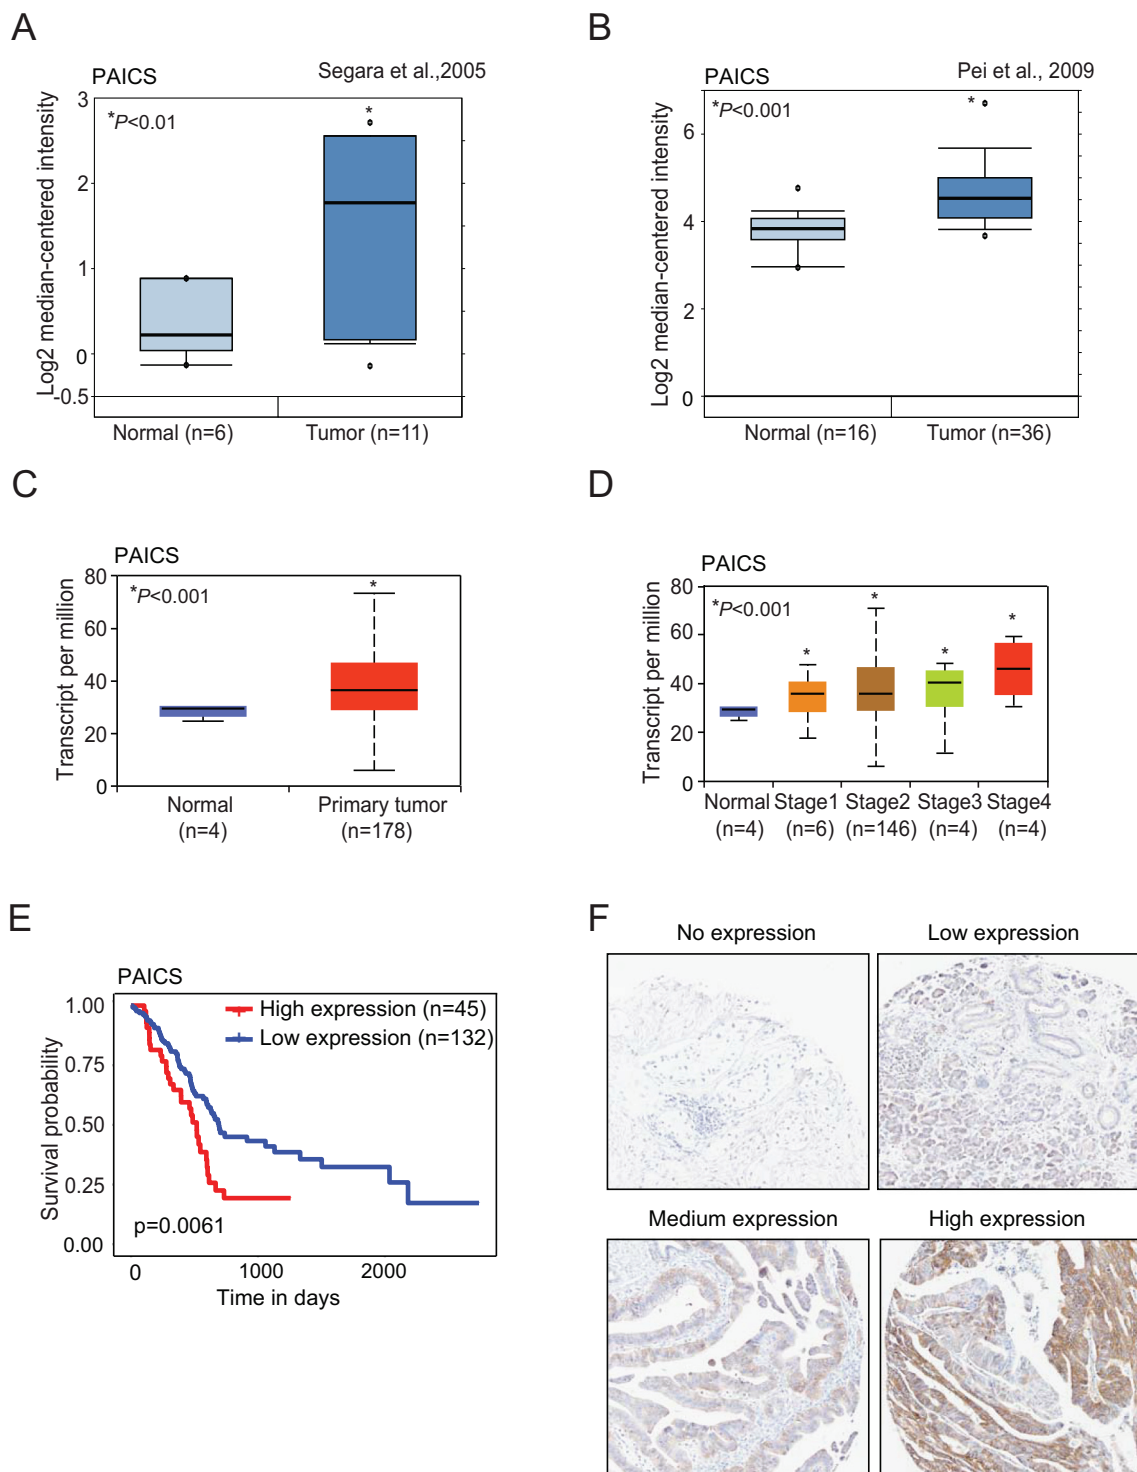 A
PAICS
Segara et al.,2005
*P<0.01
*
Log2 median-centered intensity
3
2
1
0
-0.5
Normal (n=6)
Tumor (n=11)
B
PAICS
Pei et al., 2009
*P<0.001
*
Log2 median-centered intensity
6
4
2
0
Normal (n=16)
Tumor (n=36)
C
PAICS
*P<0.001
*
Transcript per million
80
60
40
20
0
Normal
(n=4)
Primary tumor
(n=178)
D
PAICS
*P<0.001
*
*
*
*
Transcript per million
80
60
40
20
0
Normal Stage1 Stage2 Stage3 Stage4
(n=4) (n=6) (n=146) (n=4) (n=4)
E
PAICS
High expression (n=45)
Low expression (n=132)
Survival probability
1.00
0.75
0.50
0.25
0.00
p=0.0061
0 1000 2000
Time in days
F
No expression
Low expression
Medium expression
High expression